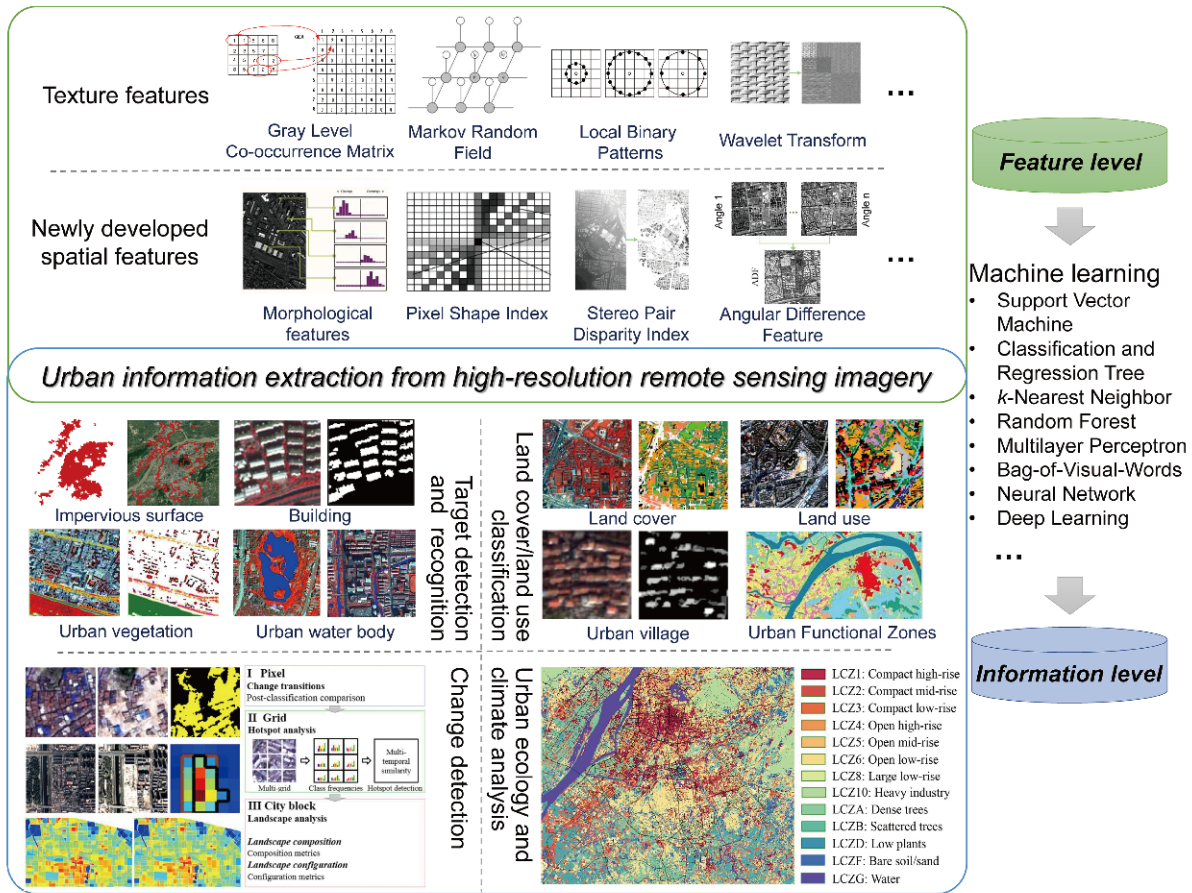 Texture features
Gray Level
Co-occurrence Matrix
Markov Random
Field
Local Binary
Patterns
Wavelet Transform
...
Newly developed
spatial features
Morphological
features
Pixel Shape Index
Stereo Pair
Disparity Index
Angle 1
Angle n
ADF
Angular Difference
Feature
...
Urban information extraction from high-resolution remote sensing imagery
Impervious surface
Building
Urban vegetation
Urban water body
Target detection
and recognition
Land cover/land use
classification
Land cover
Land use
Urban village
Urban Functional Zones
I Pixel
Change transitions
Post-classification comparison
II Grid
Hotspot analysis
Multi-grid
Class frequencies
Multi-
temporal
similarity
Hotspot detection
III City block
Landscape analysis
Landscape composition
Composition metrics
Landscape configuration
Configuration metrics
Change detection
Urban ecology and
climate analysis
LCZ1: Compact high-rise
LCZ2: Compact mid-rise
LCZ3: Compact low-rise
LCZ4: Open high-rise
LCZ5: Open mid-rise
LCZ6: Open low-rise
LCZ8: Large low-rise
LCZ10: Heavy industry
LCZA: Dense trees
LCZB: Scattered trees
LCZD: Low plants
LCZF: Bare soil/sand
LCZG: Water
Feature level
Machine learning
• Support Vector
Machine
• Classification and
Regression Tree
• k-Nearest Neighbor
• Random Forest
• Multilayer Perceptron
• Bag-of-Visual-Words
• Neural Network
• Deep Learning
...
Information level